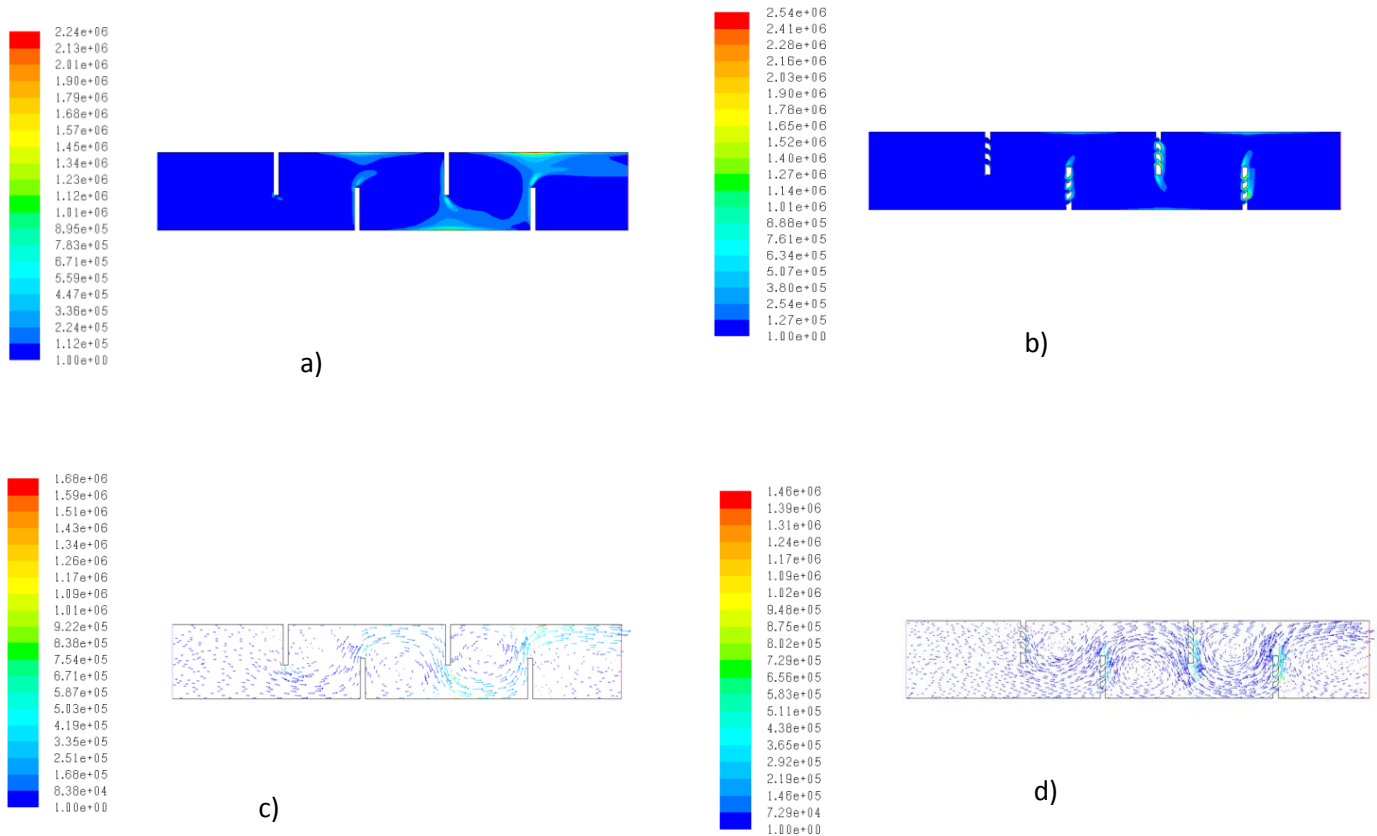 2.24e+06
2.13e+06
2.01e+06
1.90e+06
1.79e+06
1.68e+06
1.57e+06
1.45e+06
1.34e+06
1.23e+06
1.12e+06
1.01e+06
8.95e+05
7.83e+05
6.71e+05
5.59e+05
4.47e+05
3.36e+05
2.24e+05
1.12e+05
1.00e+00
a)
2.54e+06
2.41e+06
2.28e+06
2.16e+06
2.03e+06
1.90e+06
1.78e+06
1.65e+06
1.52e+06
1.40e+06
1.27e+06
1.14e+06
1.01e+06
8.88e+05
7.61e+05
6.34e+05
5.07e+05
3.80e+05
2.54e+05
1.27e+05
1.00e+00
b)
1.68e+06
1.59e+06
1.51e+06
1.43e+06
1.34e+06
1.26e+06
1.17e+06
1.09e+06
1.01e+06
9.22e+05
8.38e+05
7.54e+05
6.71e+05
5.87e+05
5.03e+05
4.19e+05
3.35e+05
2.51e+05
1.68e+05
8.38e+04
1.00e+00
c)
1.46e+06
1.39e+06
1.31e+06
1.24e+06
1.17e+06
1.09e+06
1.02e+06
9.48e+05
8.75e+05
8.02e+05
7.29e+05
6.56e+05
5.83e+05
5.11e+05
4.38e+05
3.65e+05
2.92e+05
2.19e+05
1.46e+05
7.29e+04
1.00e+00
d)